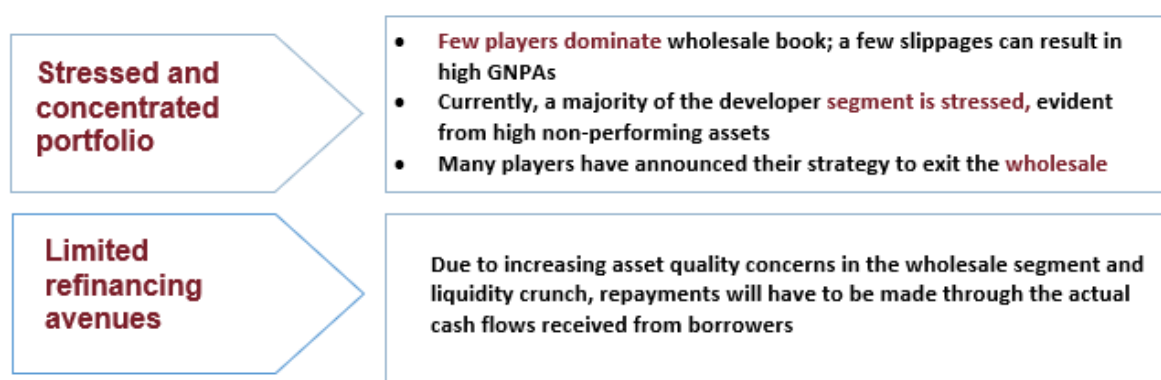 Stressed and
concentrated
portfolio
• Few players dominate wholesale book; a few slippages can result in
high GNPAs
• Currently, a majority of the developer segment is stressed, evident
from high non-performing assets
• Many players have announced their strategy to exit the wholesale
Limited
refinancing
avenues
Due to increasing asset quality concerns in the wholesale segment and
liquidity crunch, repayments will have to be made through the actual
cash flows received from borrowers